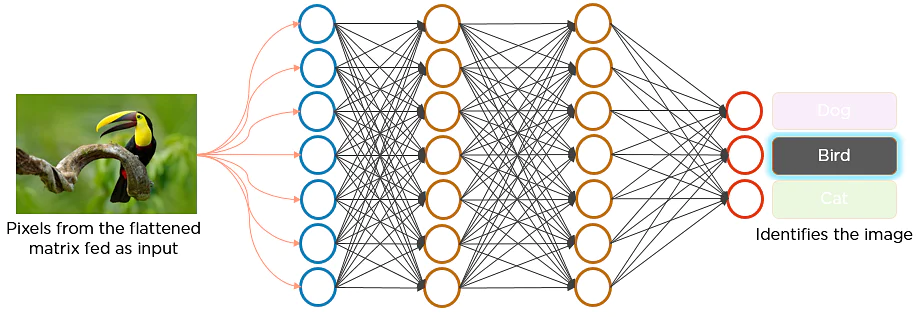 Dog
Bird
Cat
Pixels from the flattened
matrix fed as input
Identifies the image